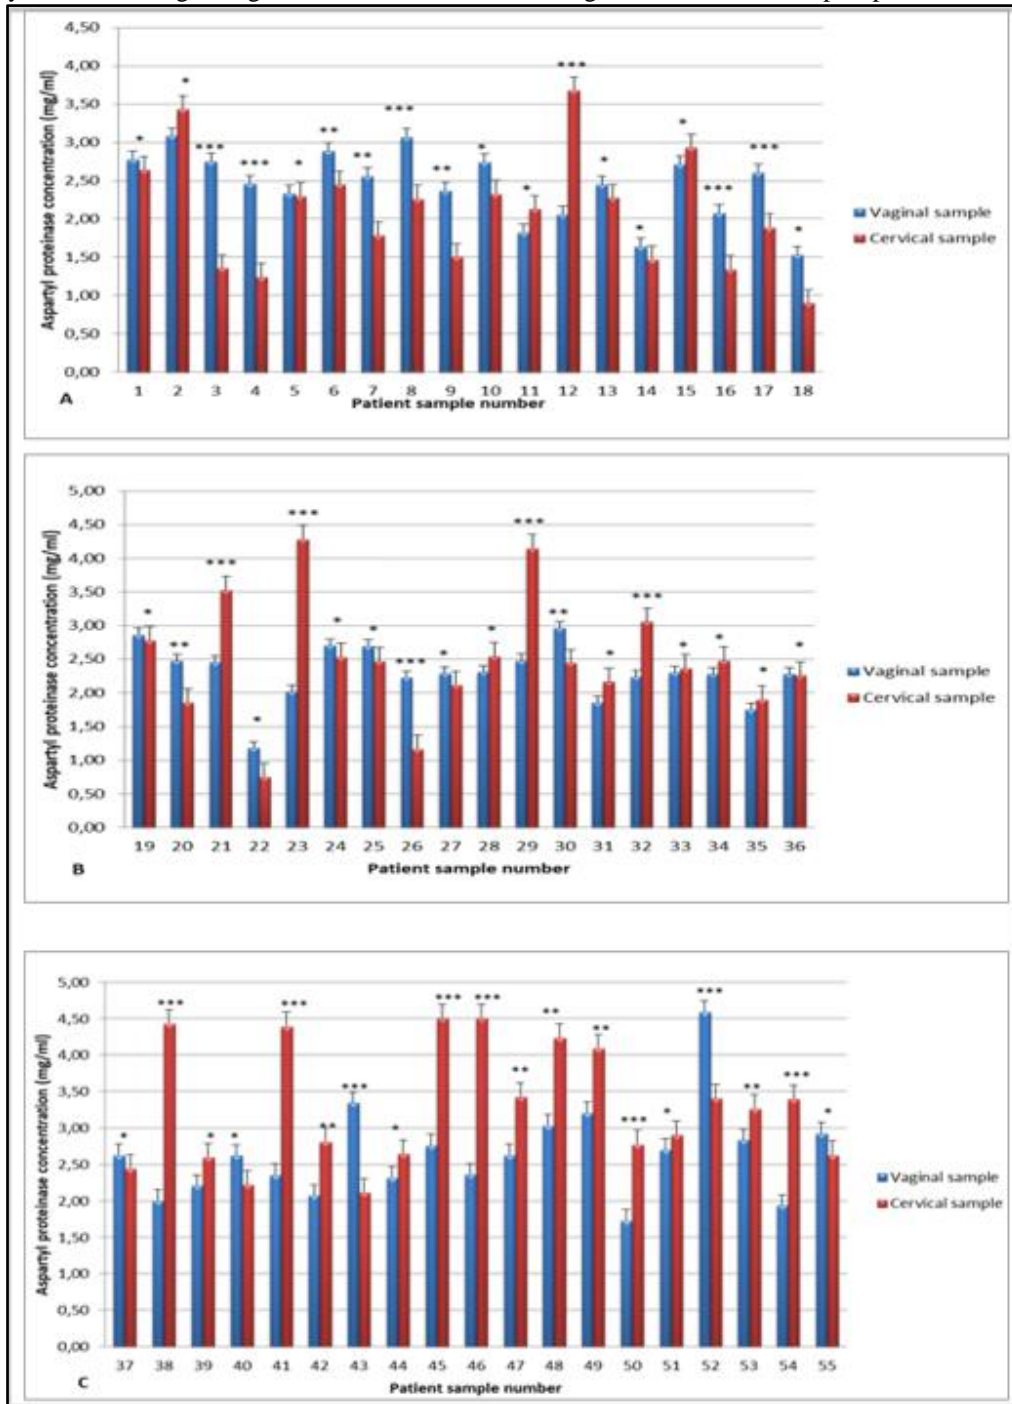 4,50
4,00
3,50
3,00
2,50
2,00
1,50
1,00
0,50
0,00
Aspartyl proteinase concentration (mg/ml)
* * *** *** * ** ** *** ** * * *** * * * *** *** *
1 2 3 4 5 6 7 8 9 10 11 12 13 14 15 16 17 18
A
Patient sample number
Vaginal sample
Cervical sample
5,00
4,50
4,00
3,50
3,00
2,50
2,00
1,50
1,00
0,50
0,00
Aspartyl proteinase concentration (mg/ml)
* ** *** * *** * * *** * * *** ** * *** * * * *
19 20 21 22 23 24 25 26 27 28 29 30 31 32 33 34 35 36
B
Patient sample number
Vaginal sample
Cervical sample
5,00
4,50
4,00
3,50
3,00
2,50
2,00
1,50
1,00
0,50
0,00
Aspartyl proteinase concentration (mg/ml)
* *** * * *** ** *** * *** *** ** ** ** *** * *** ** *** *
37 38 39 40 41 42 43 44 45 46 47 48 49 50 51 52 53 54 55
C
Patient sample number
Vaginal sample
Cervical sample